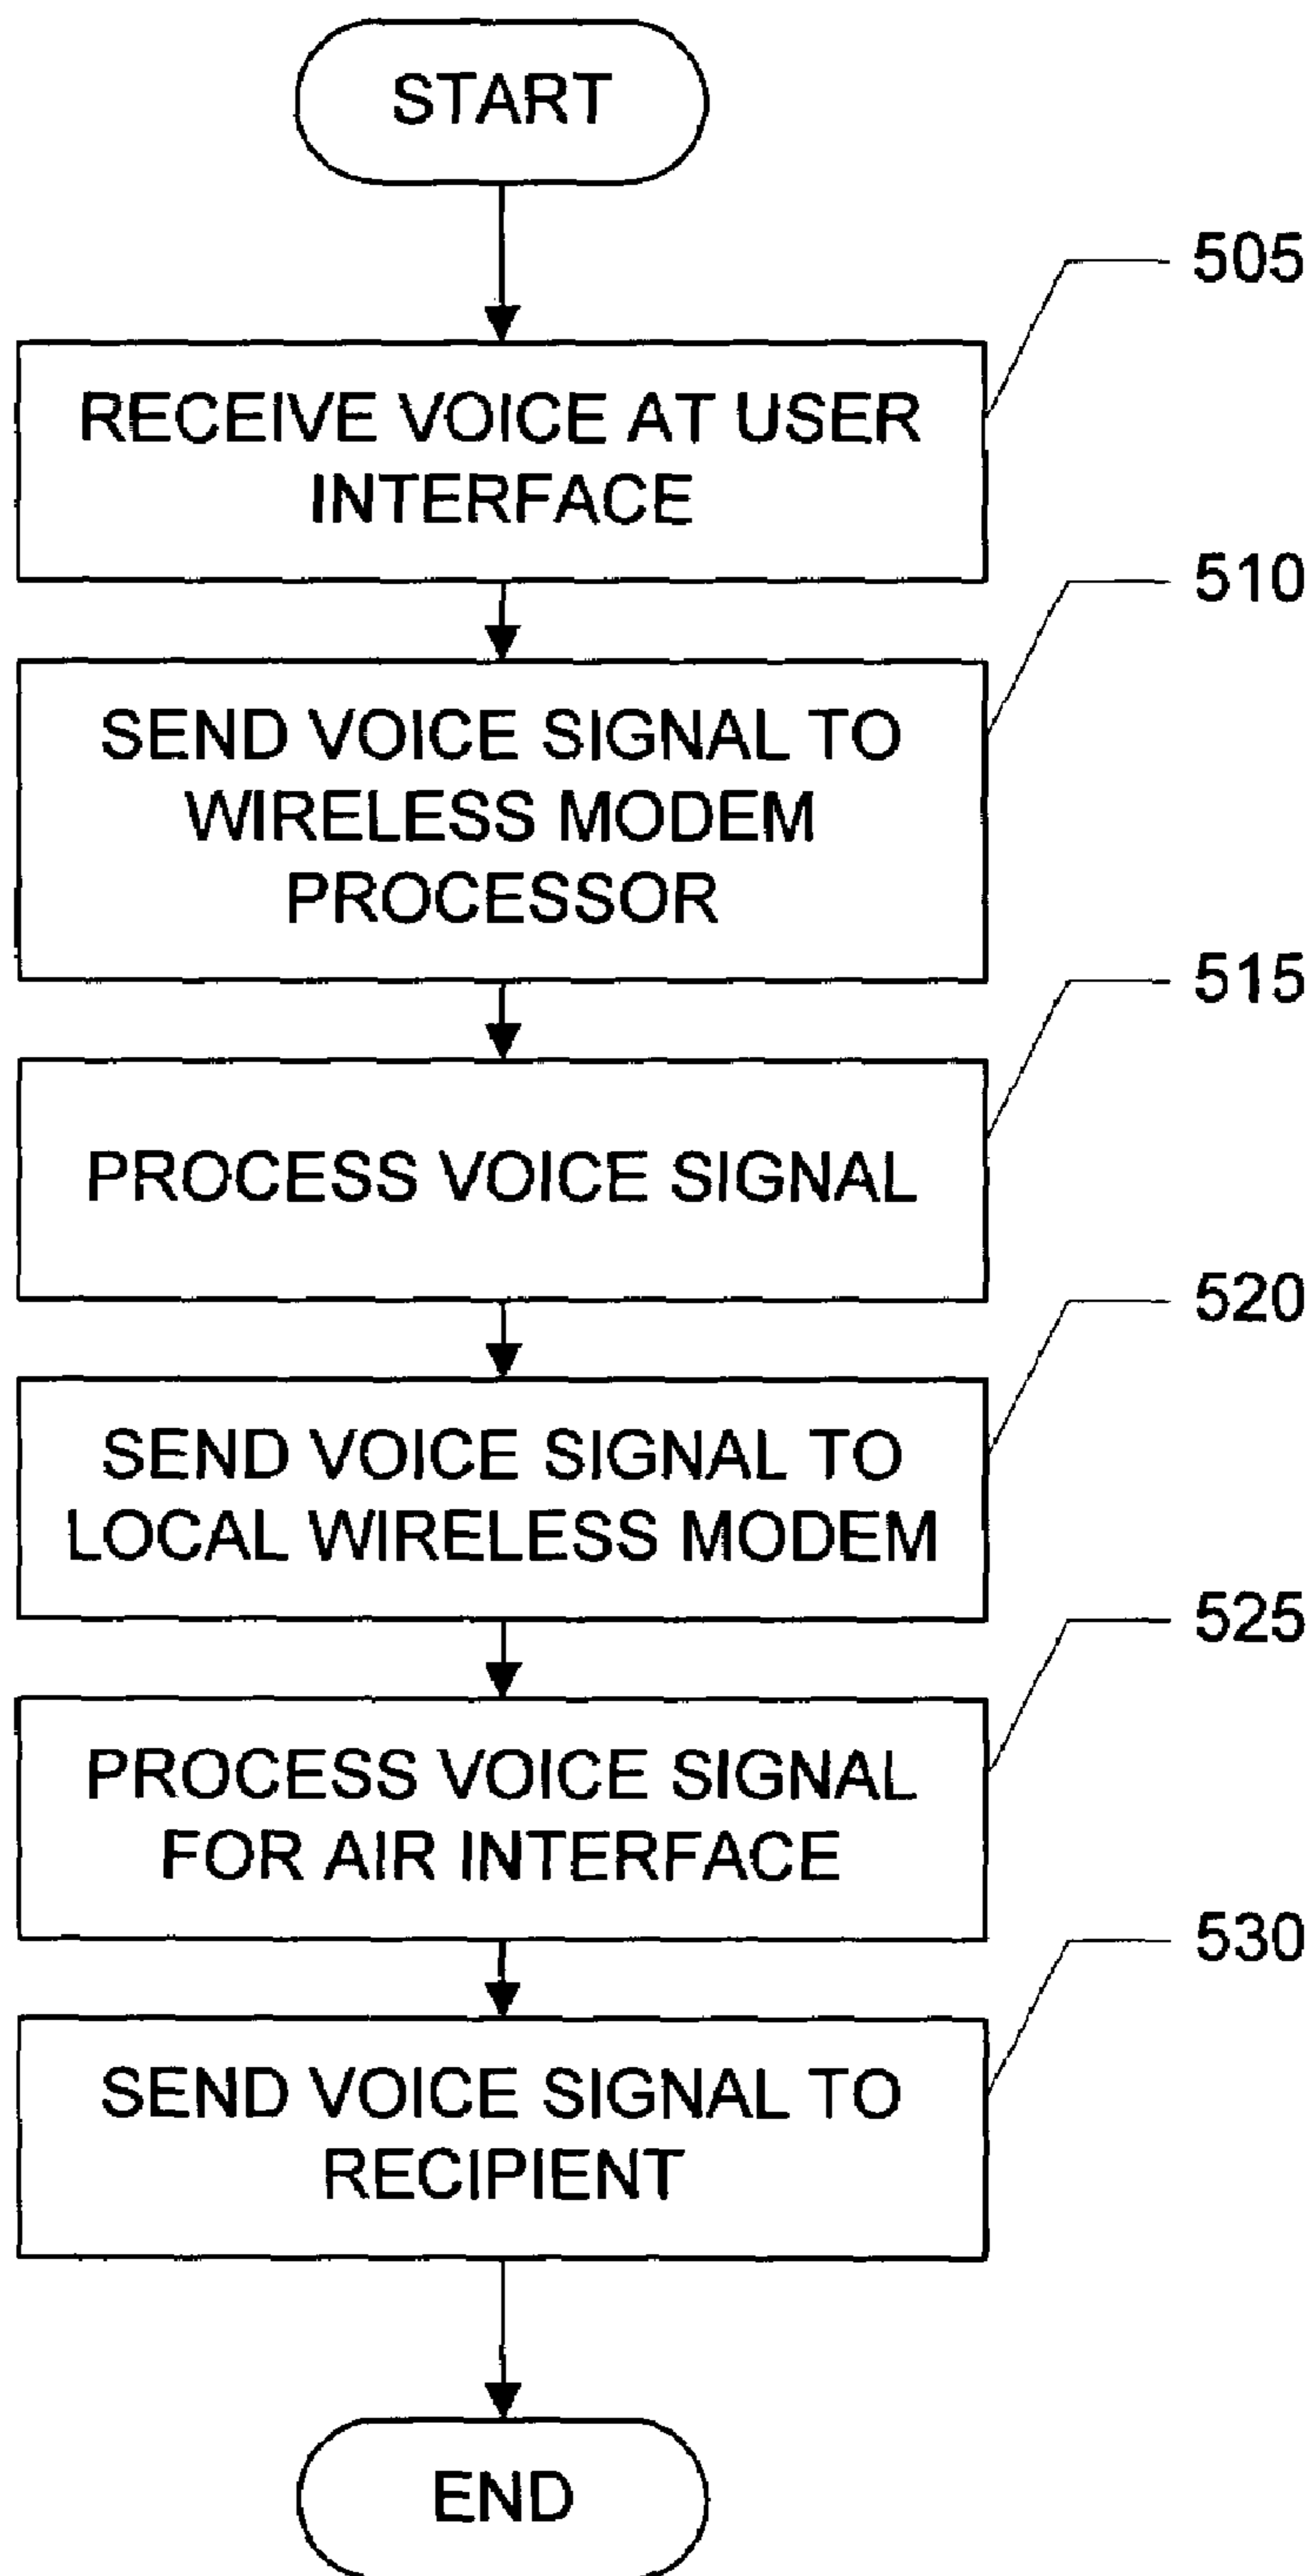 START
505
RECEIVE VOICE AT USER
INTERFACE
510
SEND VOICE SIGNAL TO
WIRELESS MODEM
PROCESSOR
515
PROCESS VOICE SIGNAL
520
SEND VOICE SIGNAL TO
LOCAL WIRELESS MODEM
525
PROCESS VOICE SIGNAL
FOR AIR INTERFACE
530
SEND VOICE SIGNAL TO
RECIPIENT
END